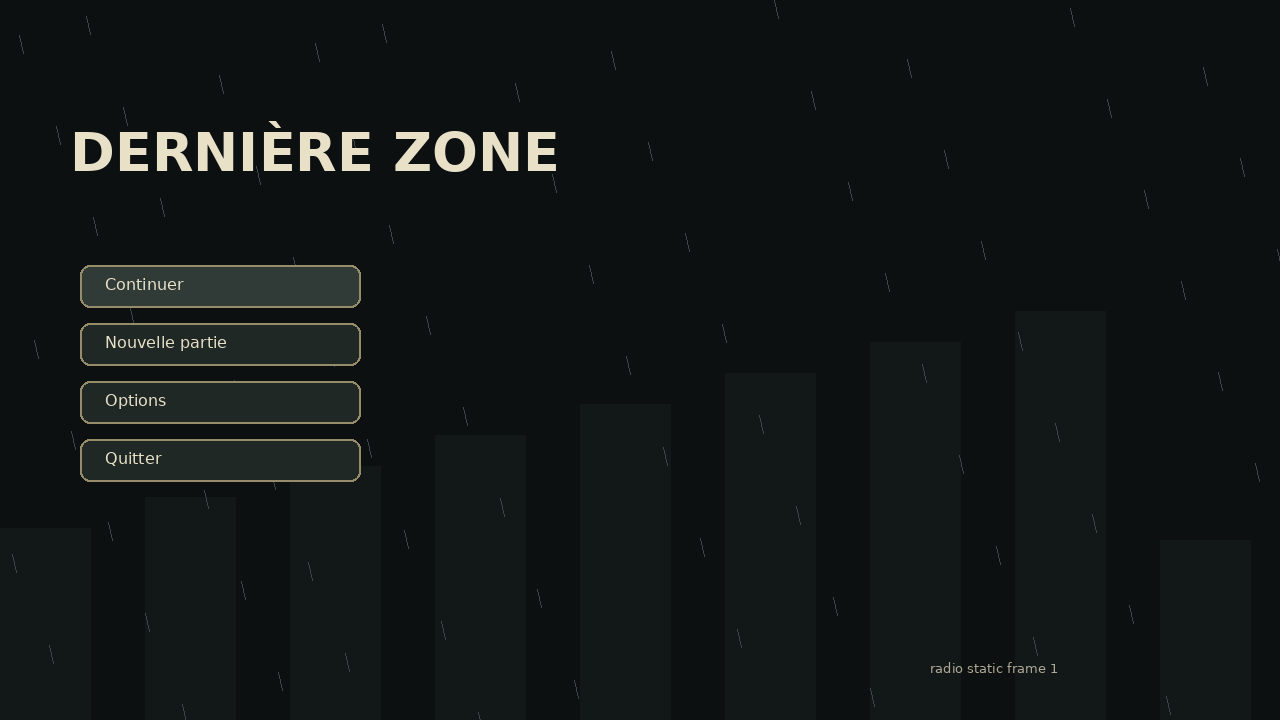 DERNIÈRE ZONE
Continuer
Nouvelle partie
Options
Quitter
radio static frame 1